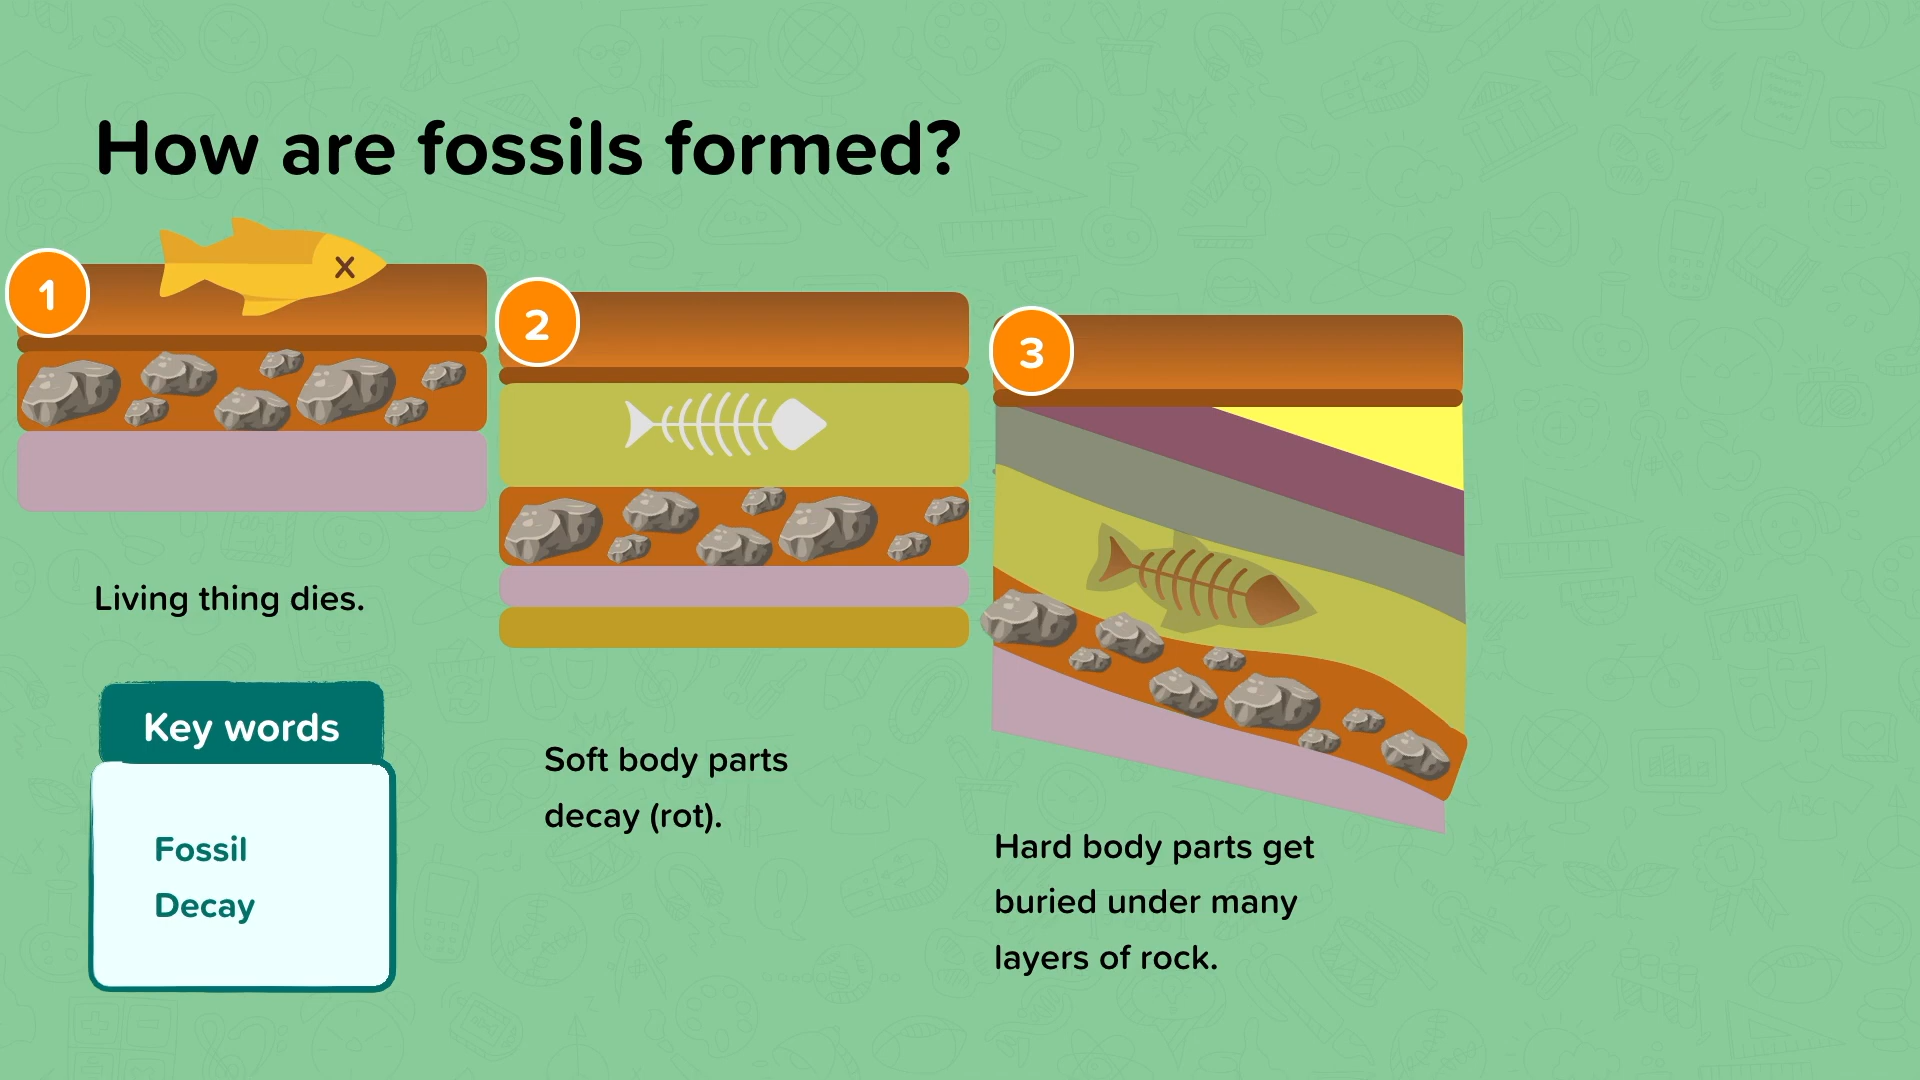 How are fossils formed?
1
Living thing dies.
2
Soft body parts
decay (rot).
3
Hard body parts get
buried under many
layers of rock.
Key words
Fossil
Decay